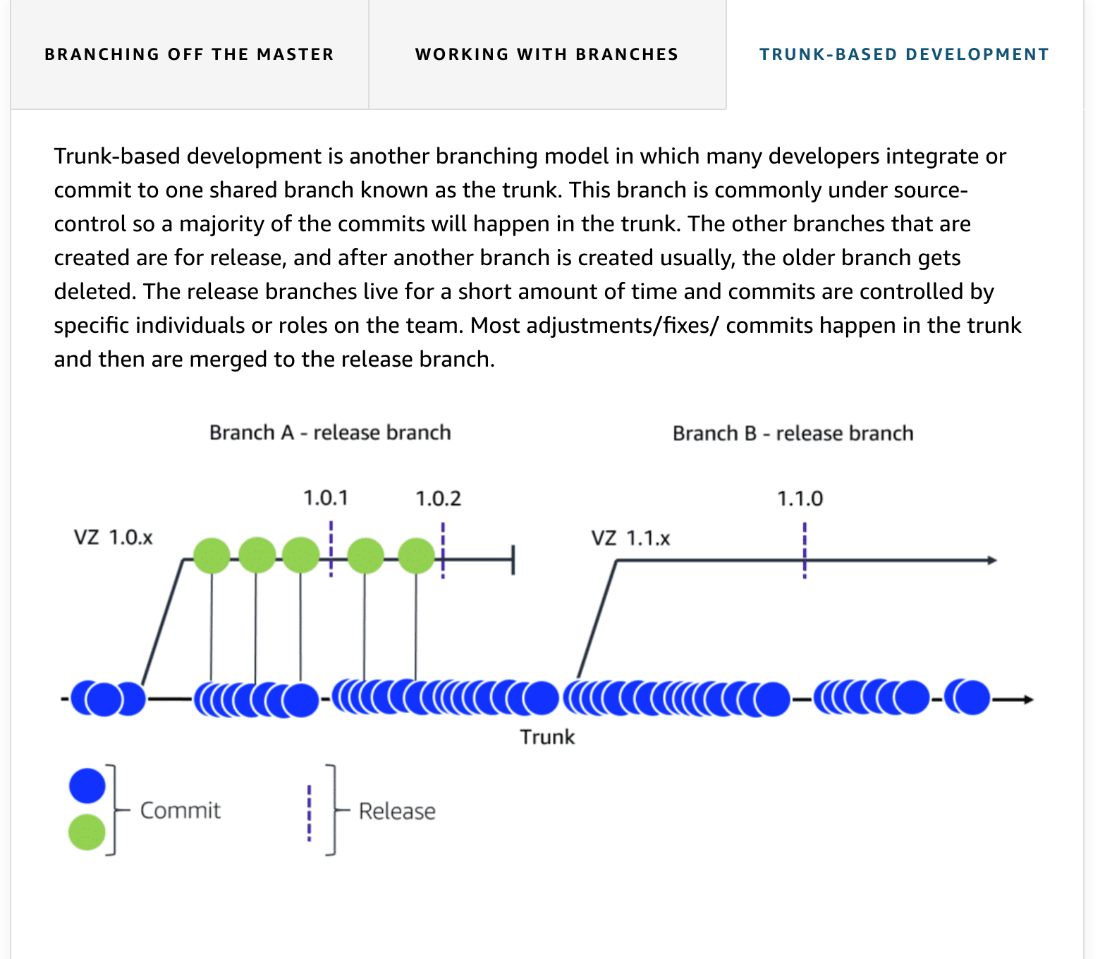 BRANCHING OFF THE MASTER
WORKING WITH BRANCHES
TRUNK-BASED DEVELOPMENT
Trunk-based development is another branching model in which many developers integrate or
commit to one shared branch known as the trunk. This branch is commonly under source-
control so a majority of the commits will happen in the trunk. The other branches that are
created are for release, and after another branch is created usually, the older branch gets
deleted. The release branches live for a short amount of time and commits are controlled by
specific individuals or roles on the team. Most adjustments/fixes/ commits happen in the trunk
and then are merged to the release branch.
Branch A - release branch
Branch B - release branch
1.0.1
1.0.2
1.1.0
VZ 1.0.x
VZ 1.1.x
Trunk
Commit
Release